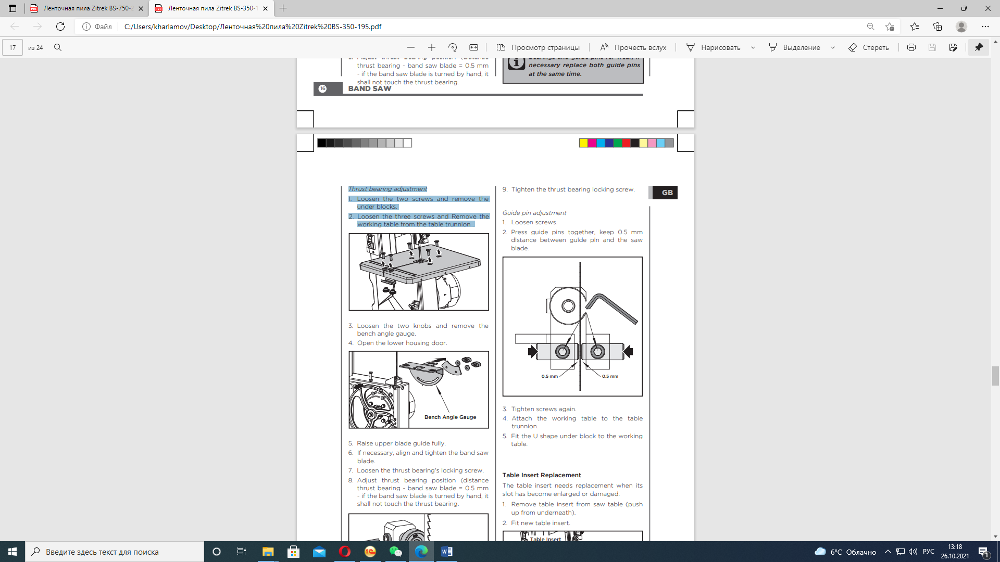 Ленточная пила Zitrek BS-750-2
Ленточная пила Zitrek BS-350-1
Файл
C:/Users/kharlamov/Desktop/Ленточная%20пила%20Zitrek%20BS-350-195.pdf
17 из 24
Просмотр страницы
Прочесть вслух
Нарисовать
Выделение
Стереть
thrust bearing - band saw blade = 0.5 mm
- if the band saw blade is turned by hand, it
shall not touch the thrust bearing.
necessary replace both guide pins
at the same time.
16 BAND SAW
Thrust bearing adjustment
1. Loosen the two screws and remove the
under blocks.
2. Loosen the three screws and Remove the
working table from the table trunnion .
3. Loosen the two knobs and remove the
bench angle gauge.
4. Open the lower housing door.
Bench Angle Gauge
5. Raise upper blade guide fully.
6. If necessary, align and tighten the band saw
blade.
7. Loosen the thrust bearing's locking screw.
8. Adjust thrust bearing position (distance
thrust bearing - band saw blade = 0.5 mm
- if the band saw blade is turned by hand, it
shall not touch the thrust bearing.
9. Tighten the thrust bearing locking screw.
GB
Guide pin adjustment
1. Loosen screws.
2. Press guide pins together, keep 0.5 mm
distance between guide pln and the saw
blade.
0.5 mm
0.5 mm
3. Tighten screws again.
4. Attach the working table to the table
trunnion.
5. Fit the U shape under block to the working
table.
Table Insert Replacement
The table insert needs replacement when its
slot has become enlarged or damaged.
1. Remove table insert from saw table (push
up from underneath).
2. Fit new table insert.
Table Insert
Введите здесь текст для поиска
6°C Облачно
РУС
13:18
26.10.2021
1